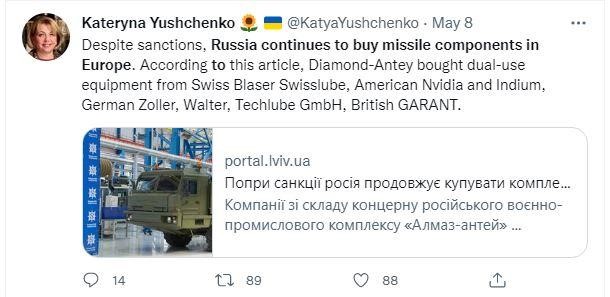 Kateryna Yushchenko 🌻 🇺🇦 @KatyaYushchenko · May 8
Despite sanctions, Russia continues to buy missile components in
Europe. According to this article, Diamond-Antey bought dual-use
equipment from Swiss Blaser Swisslube, American Nvidia and Indium,
German Zoller, Walter, Techlube GmbH, British GARANT.
portal.lviv.ua
Попри санкції росія продовжує купувати компле...
Компанії зі складу концерну російського воєнно-
промислового комплексу «Алмаз-антей» ...
14
89
88